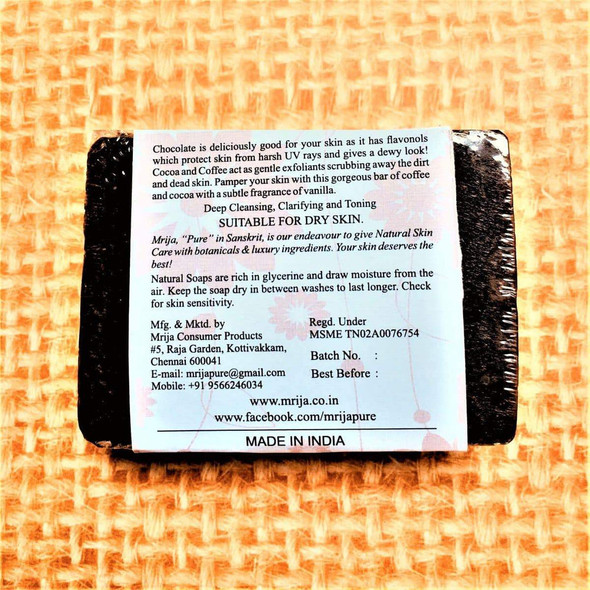 Chocolate is deliciously good for your skin as it has flavonols
which protect skin from harsh UV rays and gives a dewy look!
Cocoa and Coffee act as gentle exfoliants scrubbing away the dirt
and dead skin. Pamper your skin with this gorgeous bar of coffee
and cocoa with a subtle fragrance of vanilla.
Deep Cleansing, Clarifying and Toning
SUITABLE FOR DRY SKIN.
Mrija, "Pure" in Sanskrit, is our endeavour to give Natural Skin
Care with botanicals & luxury ingredients. Your skin deserves the
best!
Natural Soaps are rich in glycerine and draw moisture from the
air. Keep the soap dry in between washes to last longer. Check
for skin sensitivity.
Mfg. & Mktd. by
Mrija Consumer Products
#5, Raja Garden, Kottivakkam,
Chennai 600041
E-mail: mrijapure@gmail.com
Mobile: +91 9566246034
Regd. Under
MSME TN02A0076754
Batch No. :
Best Before :
www.mrija.co.in
www.facebook.com/mrijapure
MADE IN INDIA